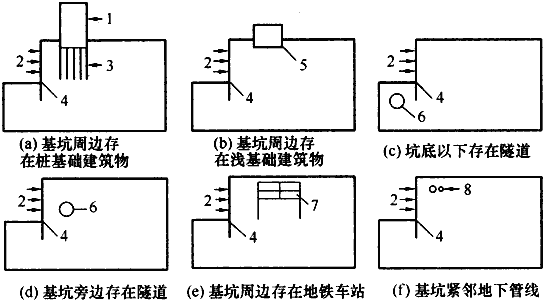 1
2
3
4
(a) 基坑周边存
在桩基础建筑物
2
5
4
(b) 基坑周边存
在浅基础建筑物
2
4
6
(c) 坑底以下存在隧道
2
6
4
(d) 基坑旁边存在隧道
2
7
4
(e) 基坑周边存在地铁车站
2
8
4
(f) 基坑紧邻地下管线